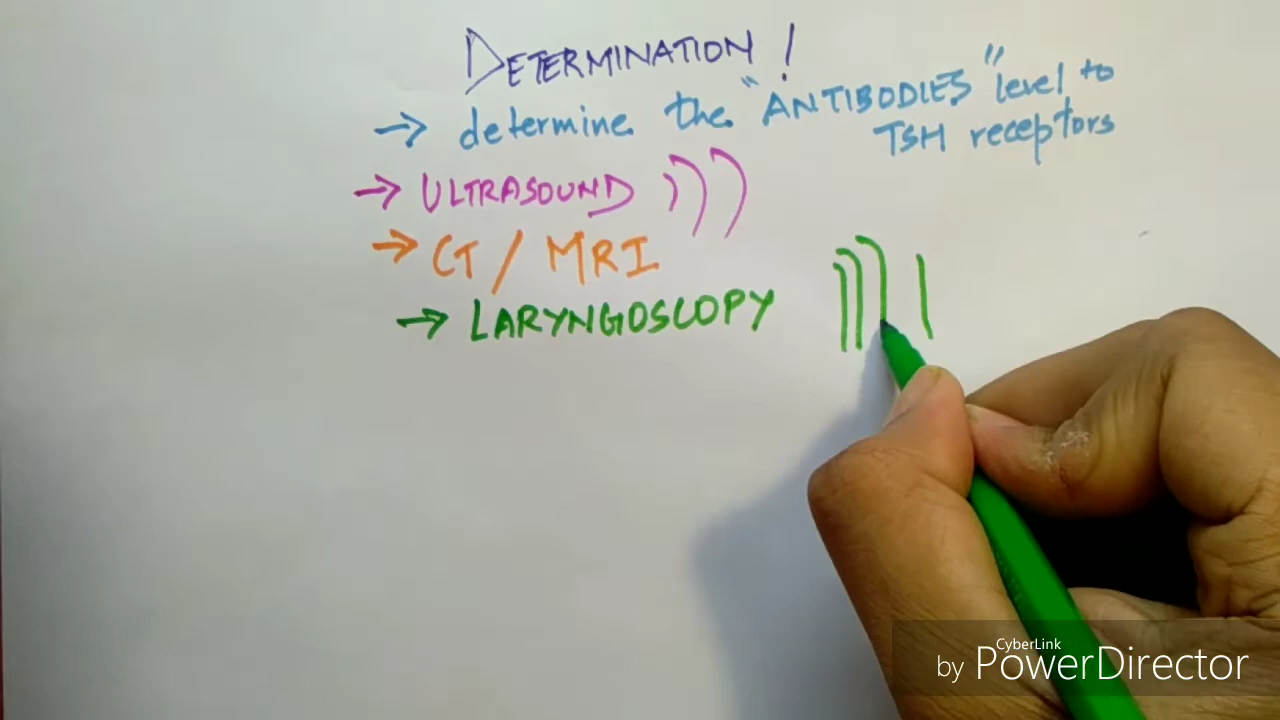 DETERMINATION!
→ determine the "ANTIBODIES" level to
TSH receptors
→ ULTRASOUND
→ CT / MRI
→ LARYNGOSCOPY
CyberLink
by PowerDirector